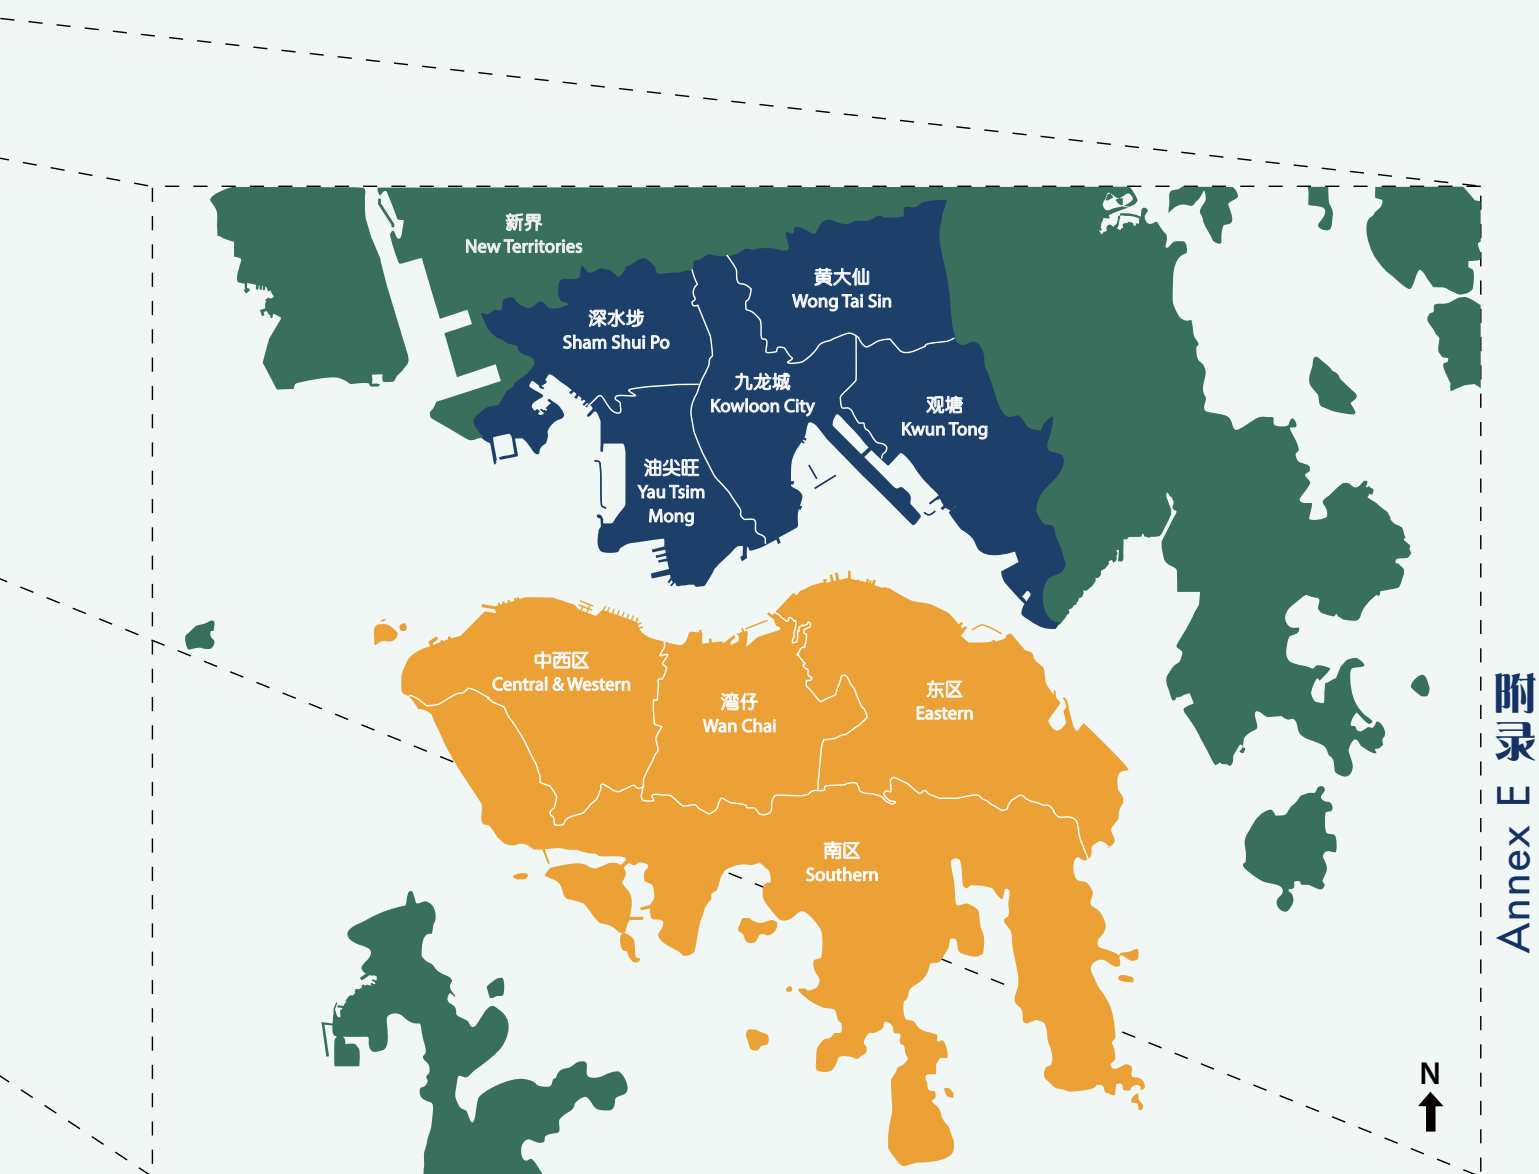 新界
New Territories
黄大仙
Wong Tai Sin
深水埗
Sham Shui Po
九龙城
Kowloon City
观塘
Kwun Tong
油尖旺
Yau Tsim
Mong
中西区
Central & Western
湾仔
Wan Chai
东区
Eastern
南区
Southern
附录
Annex E
N